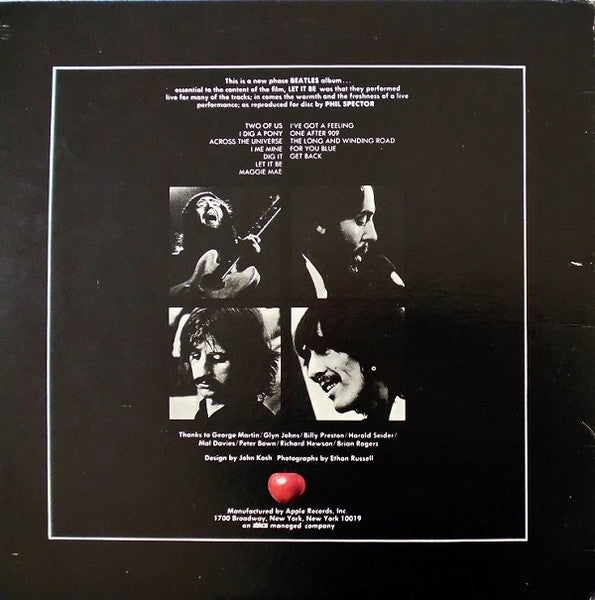 This is a new phase BEATLES album...
essential to the content of the film, LET IT BE was that they performed
live for many of the tracks; in comes the warmth and the freshness of a live
performance; as reproduced for disc by PHIL SPECTOR
TWO OF US
I DIG A PONY
ACROSS THE UNIVERSE
I ME MINE
DIG IT
LET IT BE
MAGGIE MAE
I'VE GOT A FEELING
ONE AFTER 909
THE LONG AND WINDING ROAD
FOR YOU BLUE
GET BACK
Thanks to George Martin/Glyn Johns/Billy Preston/Harold Seider/
Mal Davies/Peter Bown/Richard Hewson/Brian Rogers
Design by John Kosh Photographs by Ethan Russell
Manufactured by Apple Records, Inc.
1700 Broadway, New York, New York 10019
an abkco managed company